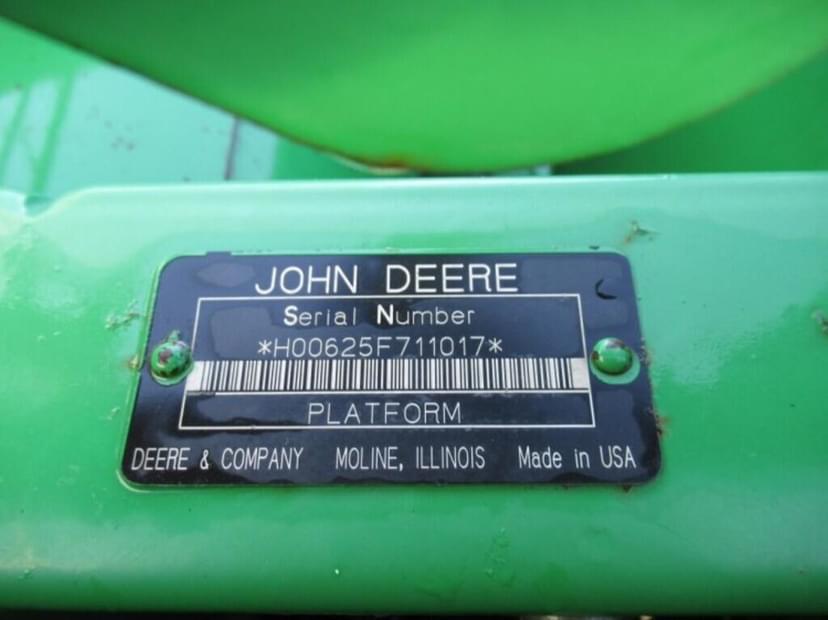 JOHN DEERE
Serial Number
*H00625F711017*
PLATFORM
DEERE & COMPANY MOLINE, ILLINOIS Made in USA